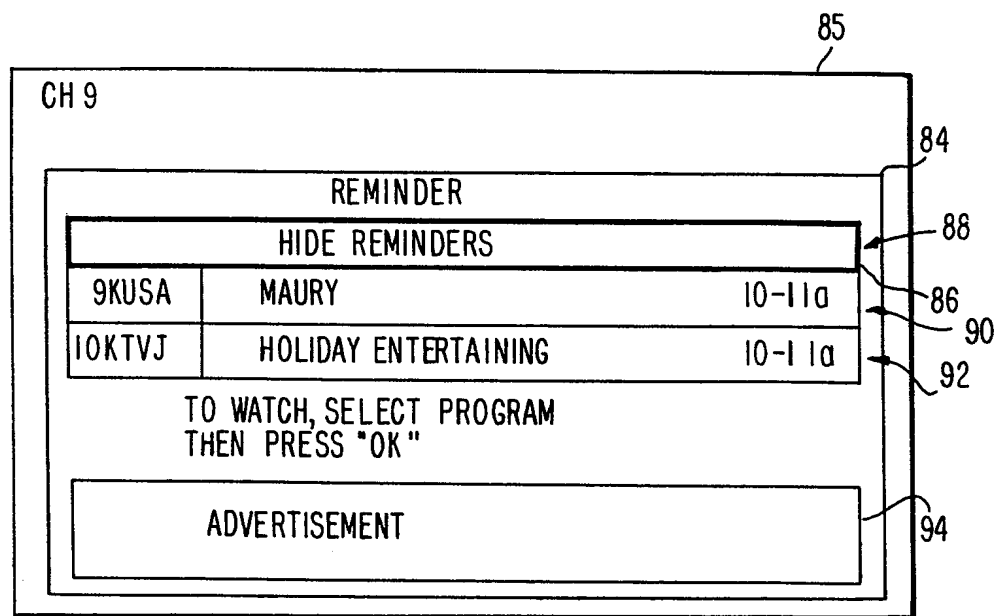 85
CH 9
84
REMINDER
HIDE REMINDERS
88
9KUSA MAURY 10-11a
86
90
10KTVJ HOLIDAY ENTERTAINING 10-11a
92
TO WATCH, SELECT PROGRAM
THEN PRESS "OK"
ADVERTISEMENT
94